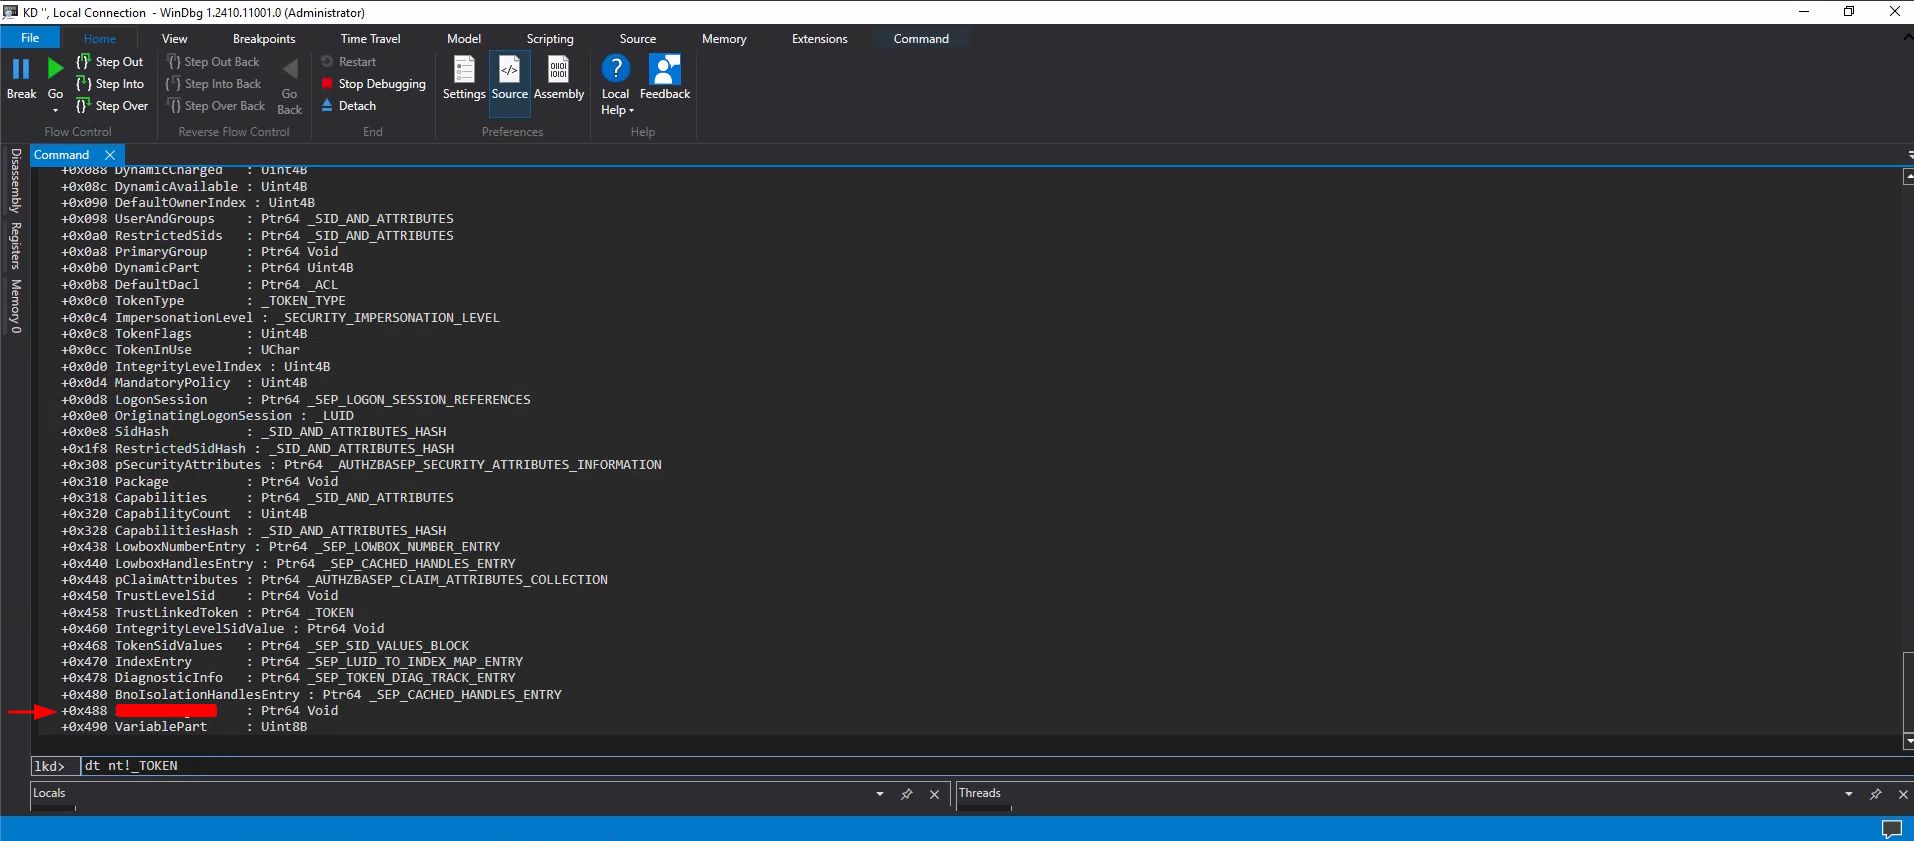 KD '', Local Connection - WinDbg 1.2410.11001.0 (Administrator)
File Home View Breakpoints Time Travel Model Scripting Source Memory Extensions Command
Break
Go
Step Out
Step Into
Step Over
Flow Control
Step Out Back
Step Into Back
Step Over Back
Go
Back
Reverse Flow Control
Restart
Stop Debugging
Detach
End
Settings
Source
Assembly
Preferences
Local
Help
Feedback
Help
Disassembly
Registers
Memory 0
Command
+0x088 DynamicCharged : Uint4B
+0x08c DynamicAvailable : Uint4B
+0x090 DefaultOwnerIndex : Uint4B
+0x098 UserAndGroups : Ptr64 _SID_AND_ATTRIBUTES
+0x0a0 RestrictedSids : Ptr64 _SID_AND_ATTRIBUTES
+0x0a8 PrimaryGroup : Ptr64 Void
+0x0b0 DynamicPart : Ptr64 Uint4B
+0x0b8 DefaultDacl : Ptr64 _ACL
+0x0c0 TokenType : _TOKEN_TYPE
+0x0c4 ImpersonationLevel : _SECURITY_IMPERSONATION_LEVEL
+0x0c8 TokenFlags : Uint4B
+0x0cc TokenInUse : UChar
+0x0d0 IntegrityLevelIndex : Uint4B
+0x0d4 MandatoryPolicy : Uint4B
+0x0d8 LogonSession : Ptr64 _SEP_LOGON_SESSION_REFERENCES
+0x0e0 OriginatingLogonSession : _LUID
+0x0e8 SidHash : _SID_AND_ATTRIBUTES_HASH
+0x1f8 RestrictedSidHash : _SID_AND_ATTRIBUTES_HASH
+0x308 pSecurityAttributes : Ptr64 _AUTHZBASEP_SECURITY_ATTRIBUTES_INFORMATION
+0x310 Package : Ptr64 Void
+0x318 Capabilities : Ptr64 _SID_AND_ATTRIBUTES
+0x320 CapabilityCount : Uint4B
+0x328 CapabilitiesHash : _SID_AND_ATTRIBUTES_HASH
+0x438 LowboxNumberEntry : Ptr64 _SEP_LOWBOX_NUMBER_ENTRY
+0x440 LowboxHandlesEntry : Ptr64 _SEP_CACHED_HANDLES_ENTRY
+0x448 pClaimAttributes : Ptr64 _AUTHZBASEP_CLAIM_ATTRIBUTES_COLLECTION
+0x450 TrustLevelSid : Ptr64 Void
+0x458 TrustLinkedToken : Ptr64 _TOKEN
+0x460 IntegrityLevelSidValue : Ptr64 Void
+0x468 TokenSidValues : Ptr64 _SEP_SID_VALUES_BLOCK
+0x470 IndexEntry : Ptr64 _SEP_LUID_TO_INDEX_MAP_ENTRY
+0x478 DiagnosticInfo : Ptr64 _SEP_TOKEN_DIAG_TRACK_ENTRY
+0x480 BnoIsolationHandlesEntry : Ptr64 _SEP_CACHED_HANDLES_ENTRY
+0x488 : Ptr64 Void
+0x490 VariablePart : Uint8B
lkd> dt nt!_TOKEN
Locals
Threads